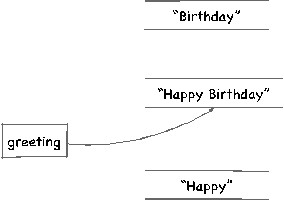 “Birthday”
“Happy Birthday”
greeting
“Happy”